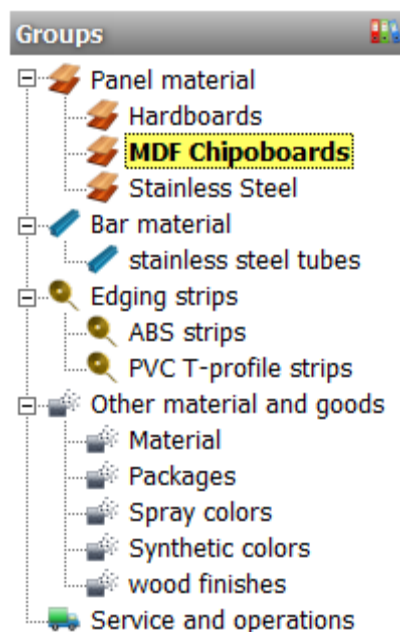 Groups
Panel material
Hardboards
MDF Chipoboards
Stainless Steel
Bar material
stainless steel tubes
Edging strips
ABS strips
PVC T-profile strips
Other material and goods
Material
Packages
Spray colors
Synthetic colors
wood finishes
Service and operations